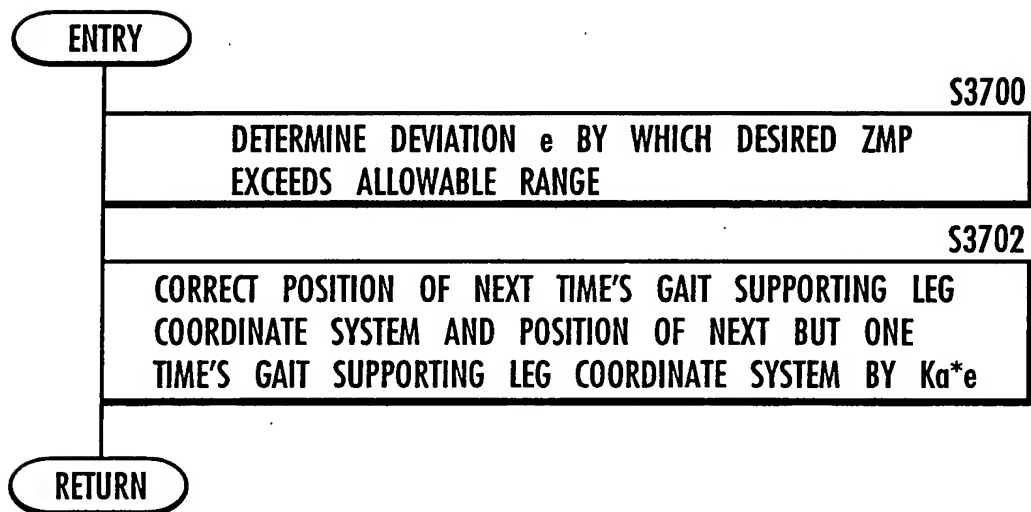 ENTRY
S3700
DETERMINE DEVIATION e BY WHICH DESIRED ZMP
EXCEEDS ALLOWABLE RANGE
S3702
CORRECT POSITION OF NEXT TIME'S GAIT SUPPORTING LEG
COORDINATE SYSTEM AND POSITION OF NEXT BUT ONE
TIME'S GAIT SUPPORTING LEG COORDINATE SYSTEM BY Ka*e
RETURN